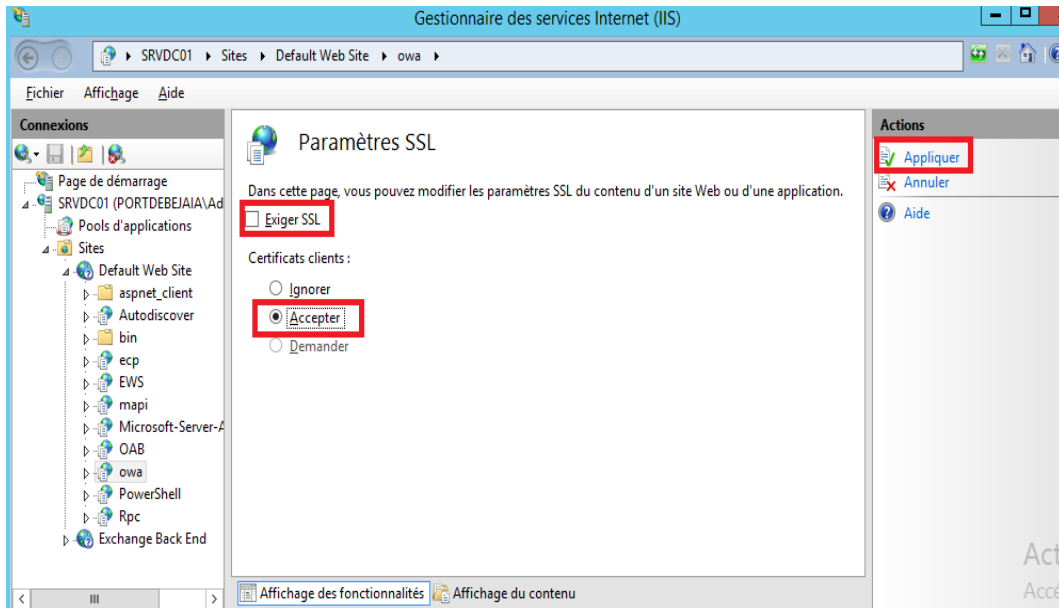 Gestionnaire des services Internet (IIS)
SRVDC01 Sites Default Web Site owa
Fichier Affichage Aide
Connexions
Page de démarrage
SRVDC01 (PORTDEBEJAIA\Ad
Pools d'applications
Sites
Default Web Site
aspnet_client
Autodiscover
bin
ecp
EWS
mapi
Microsoft-Server-A
OAB
owa
PowerShell
Rpc
Exchange Back End
Paramètres SSL
Dans cette page, vous pouvez modifier les paramètres SSL du contenu d'un site Web ou d'une application.
Exiger SSL
Certificats clients :
Ignorer
Accepter
Demander
Affichage des fonctionnalités Affichage du contenu
Actions
Appliquer
Annuler
Aide
Act
Accé